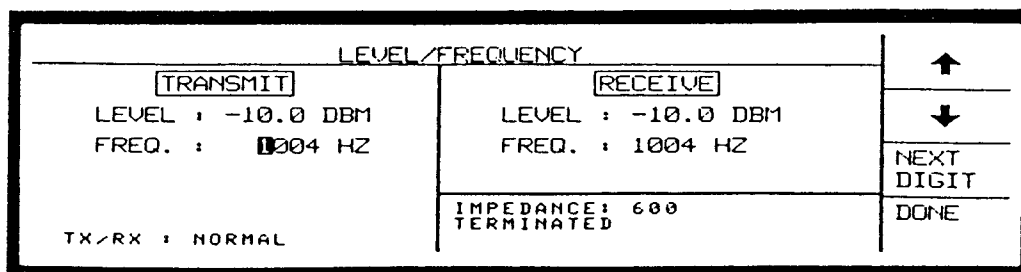 LEVEL/FREQUENCY
TRANSMIT
LEVEL : -10.0 DBM
FREQ. : 1004 HZ
TX/RX : NORMAL
RECEIVE
LEVEL : -10.0 DBM
FREQ. : 1004 HZ
IMPEDANCE: 600
TERMINATED
NEXT
DIGIT
DONE